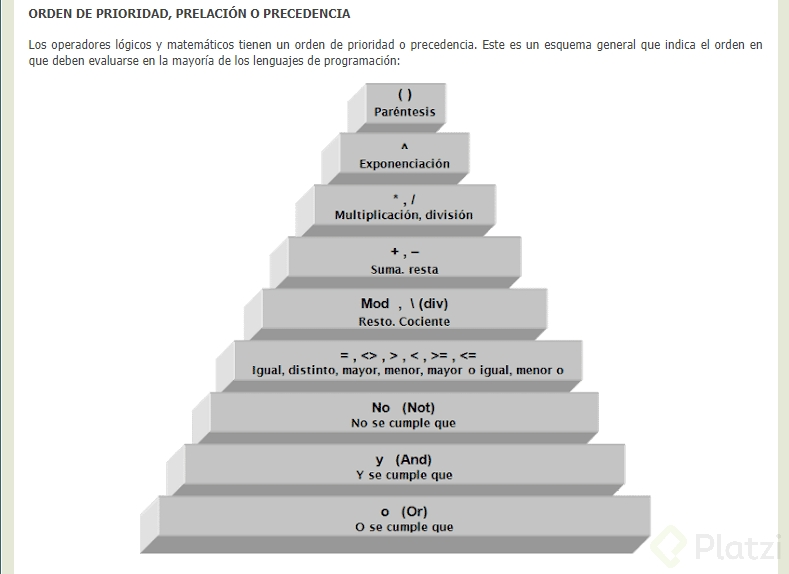 ORDEN DE PRIORIDAD, PRELACIÓN O PRECEDENCIA
Los operadores lógicos y matemáticos tienen un orden de prioridad o precedencia. Este es un esquema general que indica el orden en
que deben evaluarse en la mayoría de los lenguajes de programación:
( )
Paréntesis
^
Exponenciación
* , /
Multiplicación, división
+ , –
Suma. resta
Mod , \ (div)
Resto. Cociente
= , <> , > , < , >= , <=
Igual, distinto, mayor, menor, mayor o igual, menor o
No (Not)
No se cumple que
y (And)
Y se cumple que
o (Or)
O se cumple que
Platzi